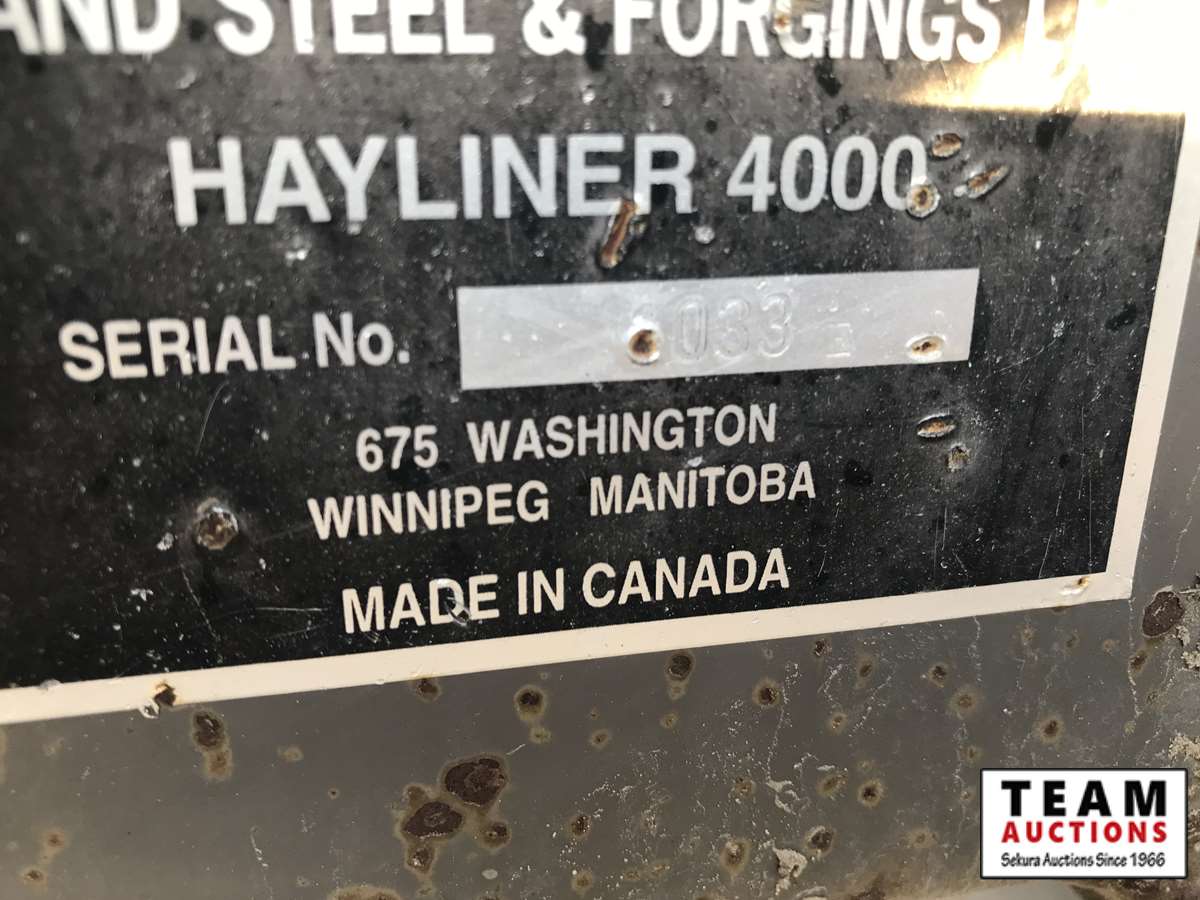 AND STEEL & FORGINGS L
HAYLINER 4000
SERIAL No. 033
675 WASHINGTON
WINNIPEG MANITOBA
MADE IN CANADA
TEAM
AUCTIONS
Sekura Auctions Since 1966